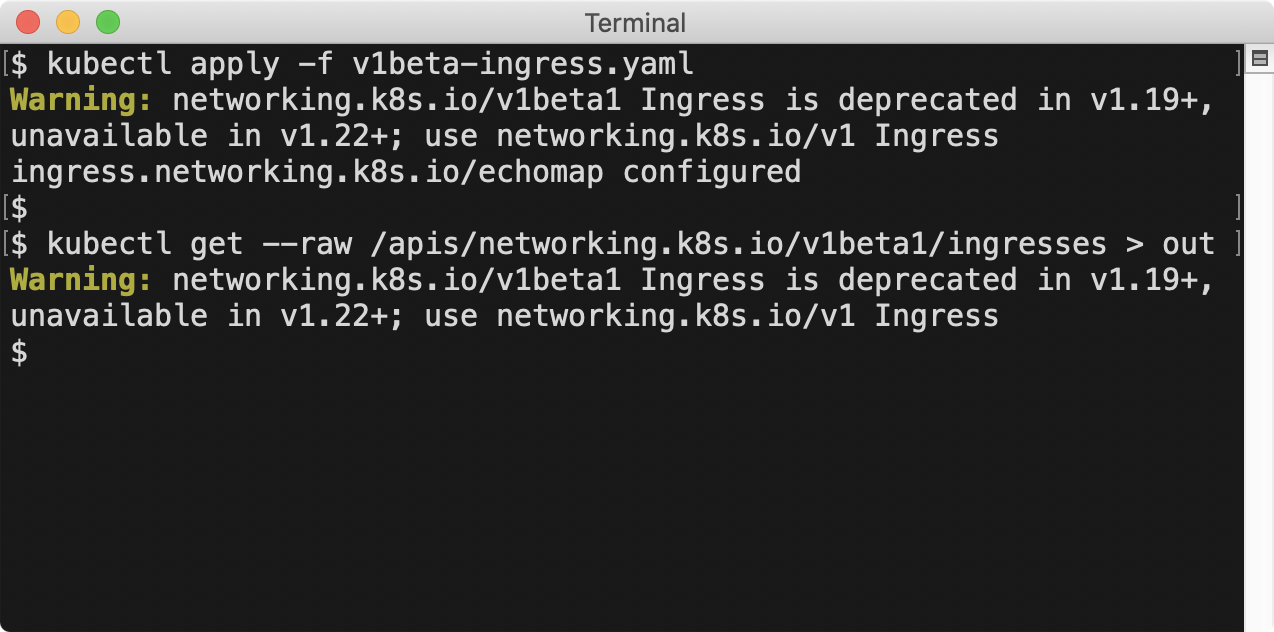 Terminal
[$ kubectl apply -f v1beta-ingress.yaml ]
Warning: networking.k8s.io/v1beta1 Ingress is deprecated in v1.19+,
unavailable in v1.22+; use networking.k8s.io/v1 Ingress
ingress.networking.k8s.io/echomap configured
[$ ]
[$ kubectl get --raw /apis/networking.k8s.io/v1beta1/ingresses > out ]
Warning: networking.k8s.io/v1beta1 Ingress is deprecated in v1.19+,
unavailable in v1.22+; use networking.k8s.io/v1 Ingress
$